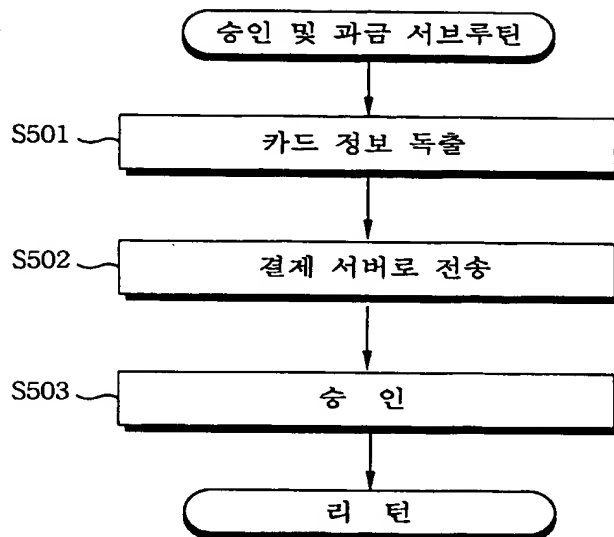 승인 및 과금 서브루틴
S501 카드 정보 독출
S502 결제 서버로 전송
S503 승 인
리 턴